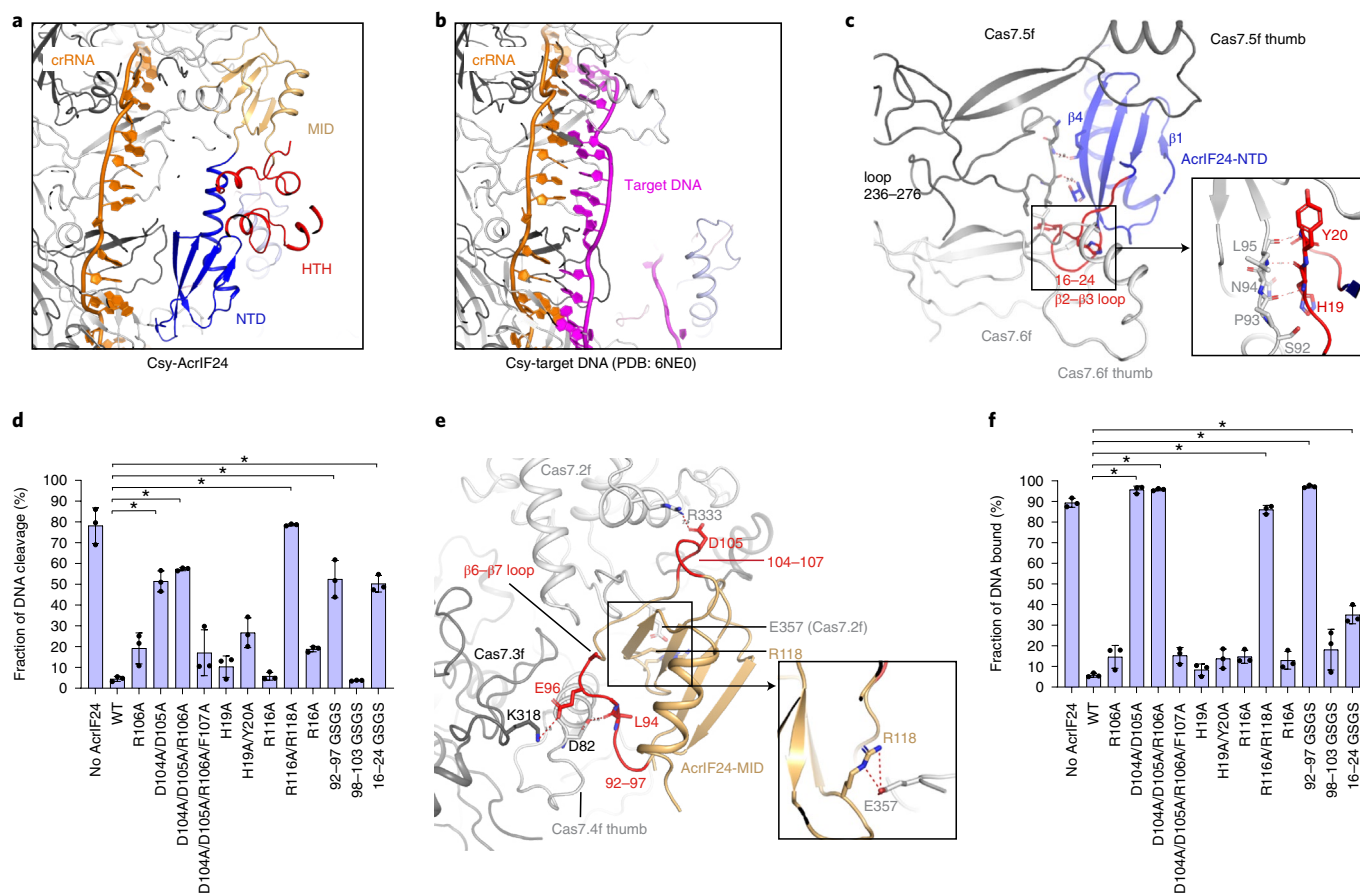 a
crRNA
MID
HTH
NTD
Csy-AcrIF24
b
crRNA
Target DNA
Csy-target DNA (PDB: 6NE0)
c
Cas7.5f
Cas7.5f thumb
β4
β1
AcrIF24-NTD
loop
236–276
16–24
β2–β3 loop
Cas7.6f
Cas7.6f thumb
L95
Y20
N94
H19
P93
S92
d
Fraction of DNA cleavage (%)
100
90
80
70
60
50
40
30
20
10
0
*
*
*
*
*
No AcrIF24
WT
R106A
D104A/D105A
D104A/D105A/R106A
D104A/D105A/R106A/F107A
H19A
H19A/Y20A
R116A
R116A/R118A
R16A
92–97 GSGS
98–103 GSGS
16–24 GSGS
e
Cas7.2f
R333
D105
104–107
β6–β7 loop
E357 (Cas7.2f)
R118
Cas7.3f
E96
K318
L94
D82
AcrIF24-MID
92–97
Cas7.4f thumb
R118
E357
f
Fraction of DNA bound (%)
100
90
80
70
60
50
40
30
20
10
0
*
*
*
*
*
No AcrIF24
WT
R106A
D104A/D105A
D104A/D105A/R106A
D104A/D105A/R106A/F107A
H19A
H19A/Y20A
R116A
R116A/R118A
R16A
92–97 GSGS
98–103 GSGS
16–24 GSGS